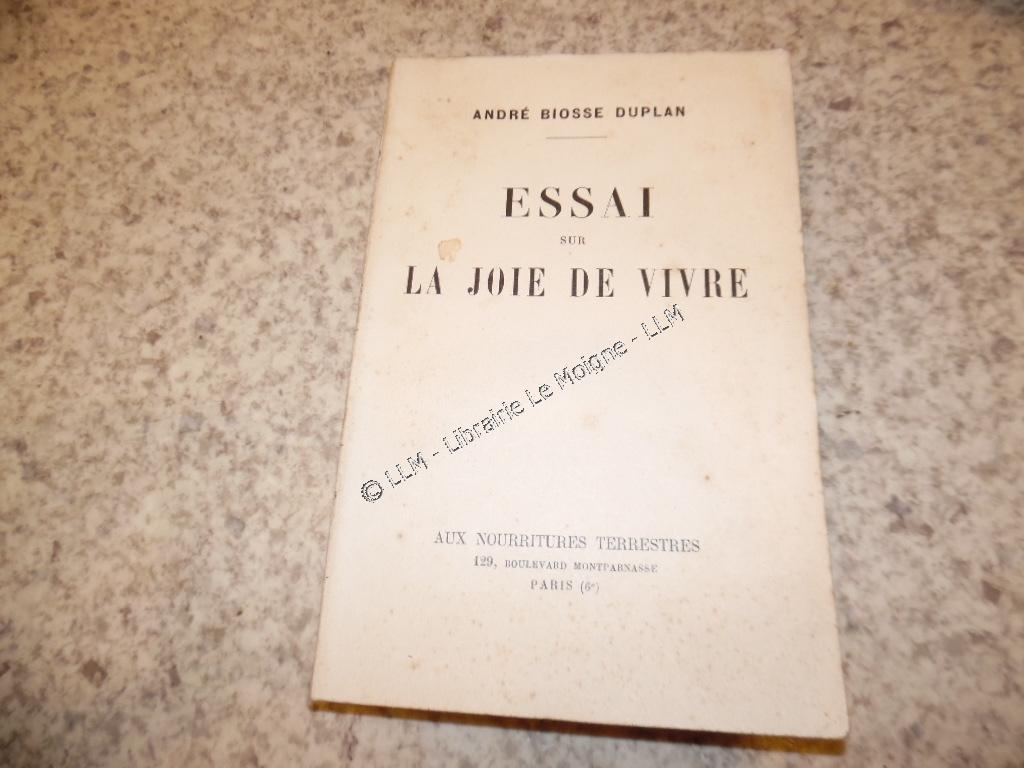 ANDRÉ BIOSSE DUPLAN
ESSAI
SUR
LA JOIE DE VIVRE
© LLM - Librairie Le Moigne - LLM
AUX NOURRITURES TERRESTRES
129, BOULEVARD MONTPARNASSE
PARIS (6ᵉ)